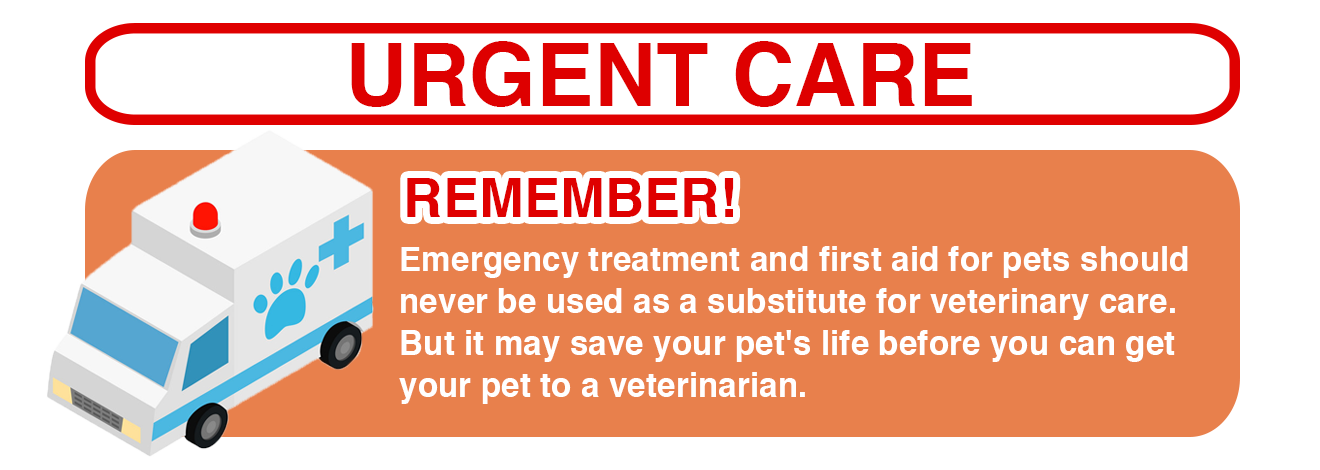 URGENT CARE
REMEMBER!
Emergency treatment and first aid for pets should
never be used as a substitute for veterinary care.
But it may save your pet's life before you can get
your pet to a veterinarian.